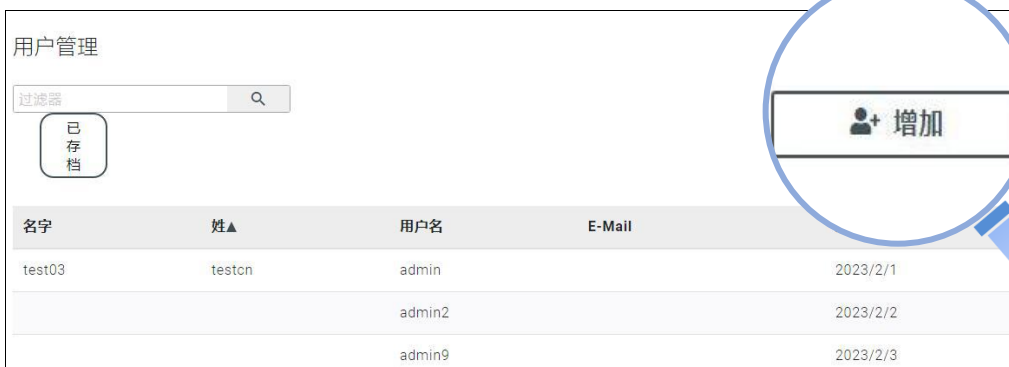 用户管理
过滤器
已
存
档
增加
名字 姓▲ 用户名 E-Mail
test03 testcn admin 2023/2/1
admin2 2023/2/2
admin9 2023/2/3